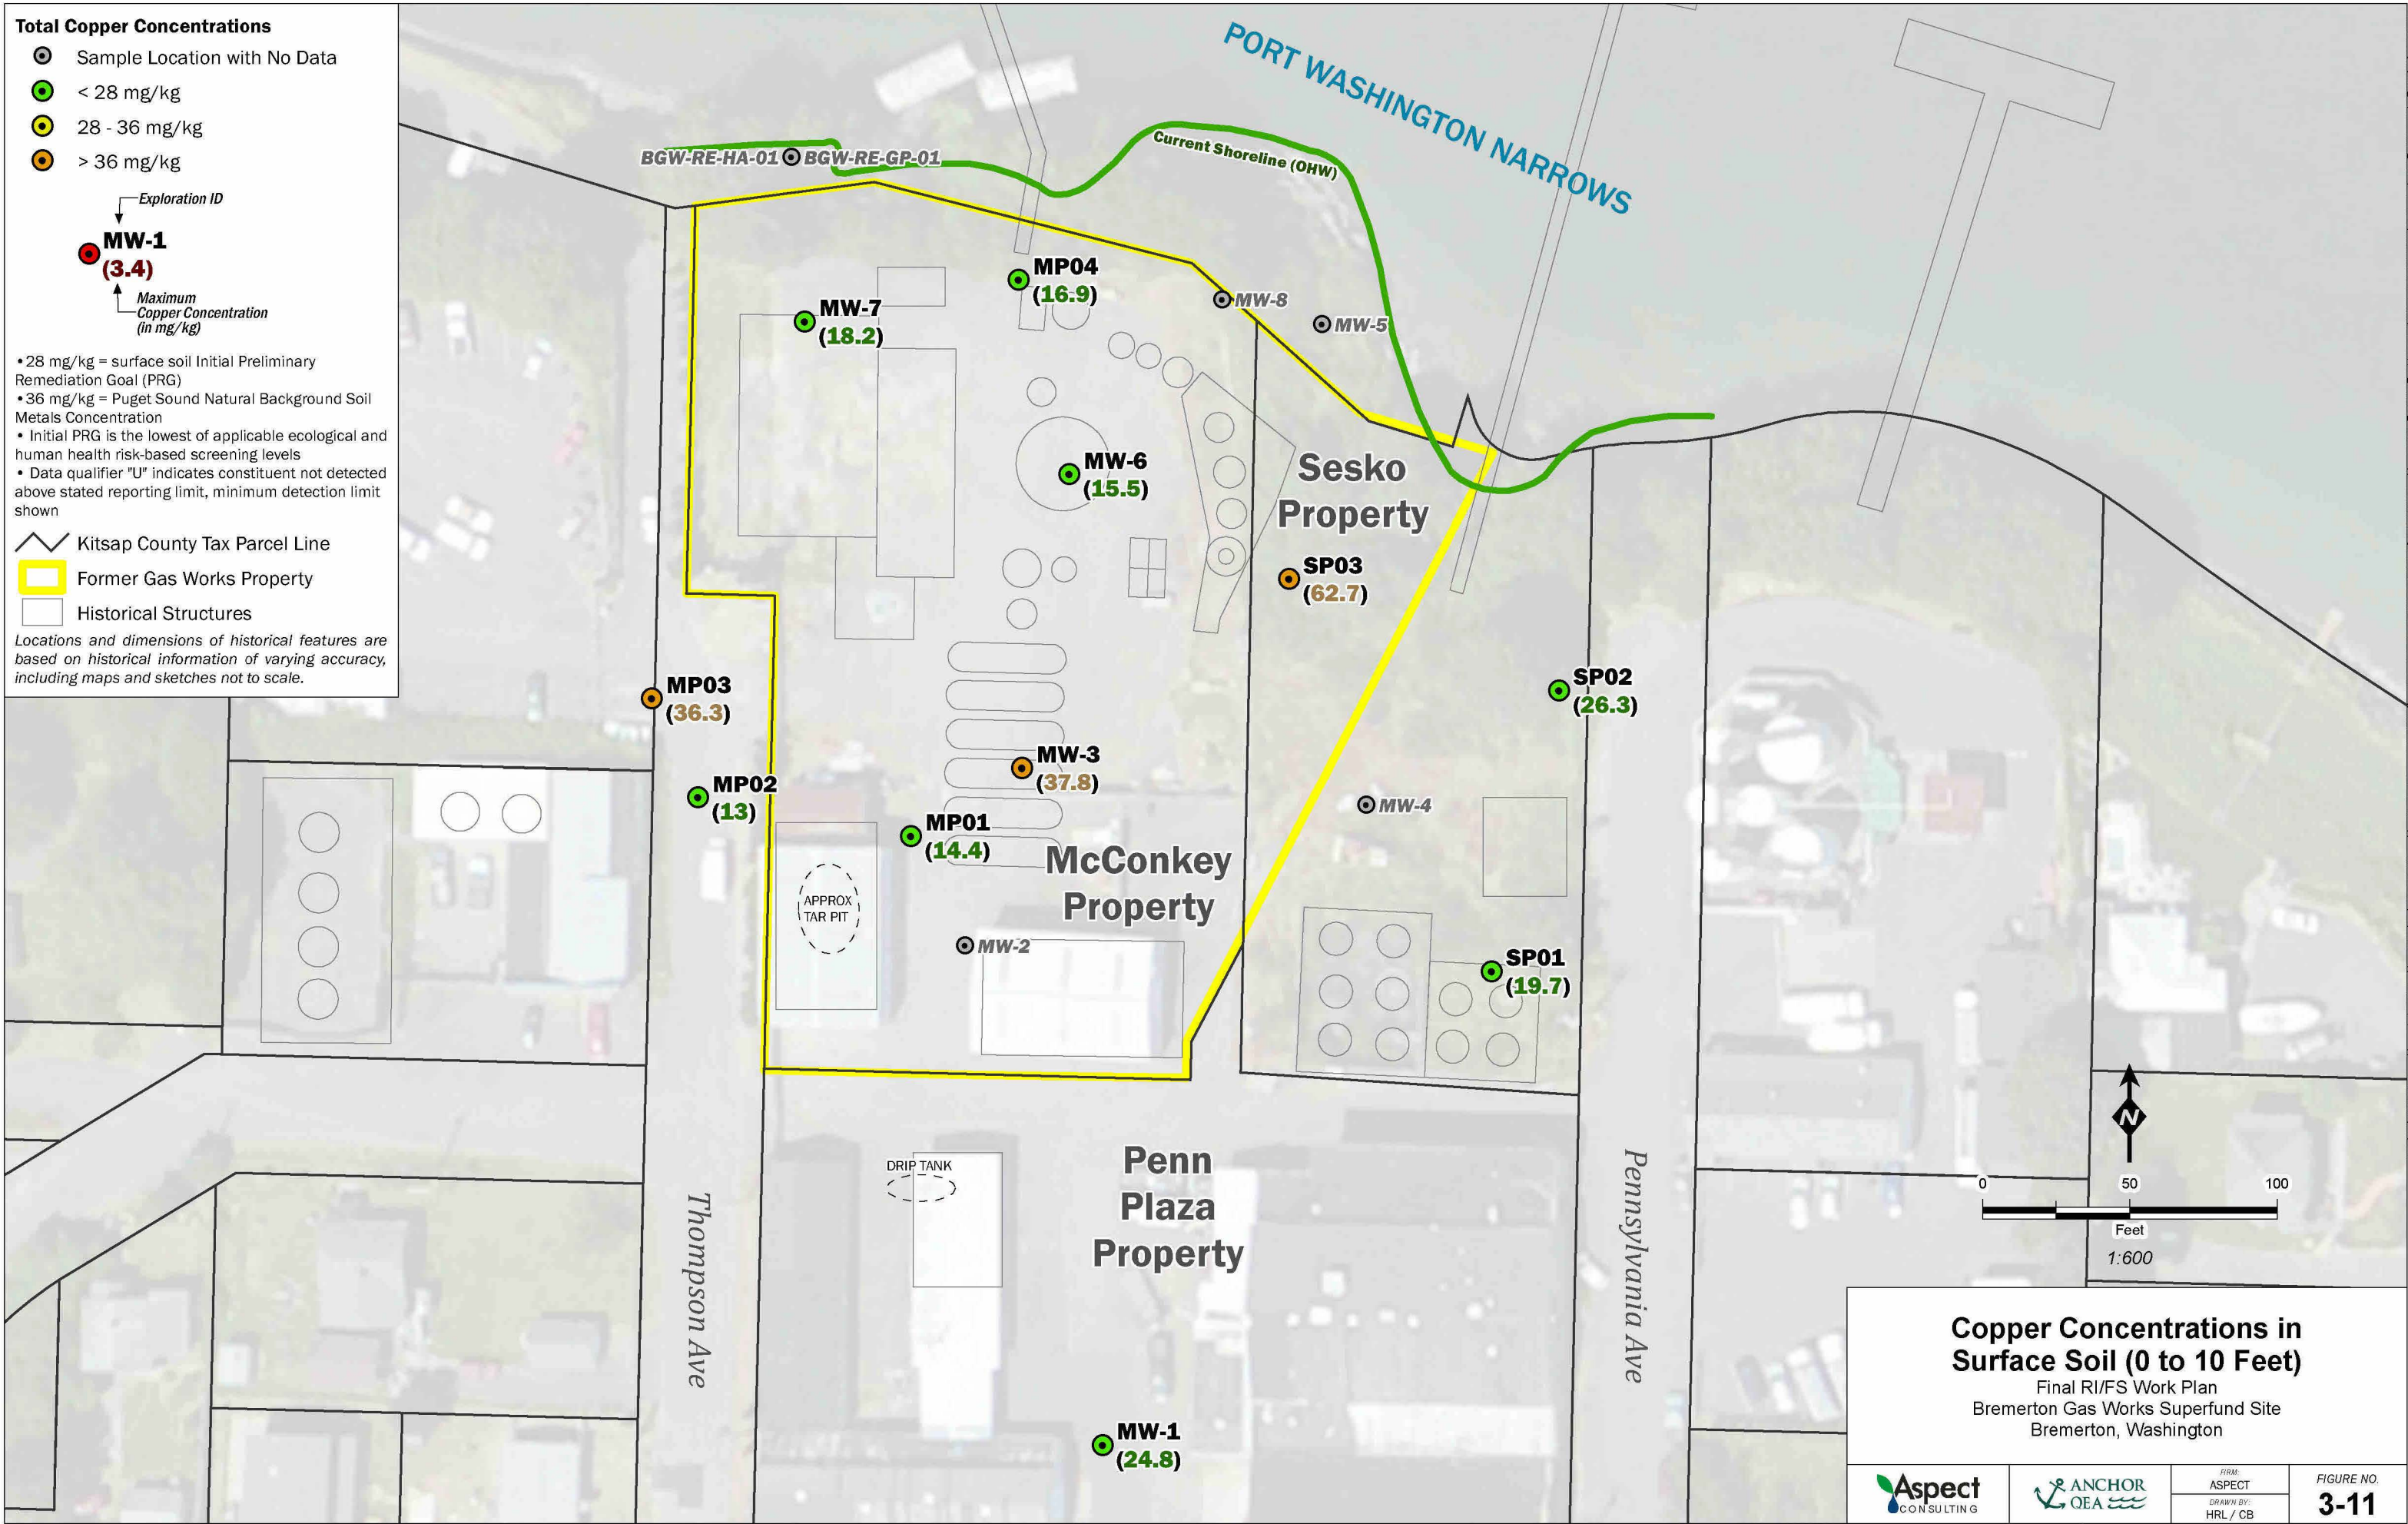 Total Copper Concentrations
Sample Location with No Data
< 28 mg/kg
28 - 36 mg/kg
> 36 mg/kg
Exploration ID
MW-1
(3.4)
Maximum
Copper Concentration
(in mg/kg)
•28 mg/kg = surface soil Initial Preliminary
Remediation Goal (PRG)
•36 mg/kg = Puget Sound Natural Background Soil
Metals Concentration
• Initial PRG is the lowest of applicable ecological and
human health risk-based screening levels
• Data qualifier "U" indicates constituent not detected
above stated reporting limit, minimum detection limit
shown
Kitsap County Tax Parcel Line
Former Gas Works Property
Historical Structures
Locations and dimensions of historical features are
based on historical information of varying accuracy,
including maps and sketches not to scale.
PORT WASHINGTON NARROWS
Current Shoreline (OHW)
BGW-RE-HA-01
BGW-RE-GP-01
MP04
(16.9)
MW-7
(18.2)
MW-8
MW-5
MW-6
(15.5)
Sesko
Property
SP03
(62.7)
MP03
(36.3)
SP02
(26.3)
MW-3
(37.8)
MP02
(13)
MW-4
MP01
(14.4)
McConkey
Property
APPROX
TAR PIT
MW-2
SP01
(19.7)
DRIP TANK
Penn
Plaza
Property
Thompson Ave
Pennsylvania Ave
MW-1
(24.8)
N
0 50 100
Feet
1:600
Copper Concentrations in
Surface Soil (0 to 10 Feet)
Final RI/FS Work Plan
Bremerton Gas Works Superfund Site
Bremerton, Washington
Aspect
CONSULTING
ANCHOR
QEA
FIRM:
ASPECT
DRAWN BY:
HRL / CB
FIGURE NO.
3-11